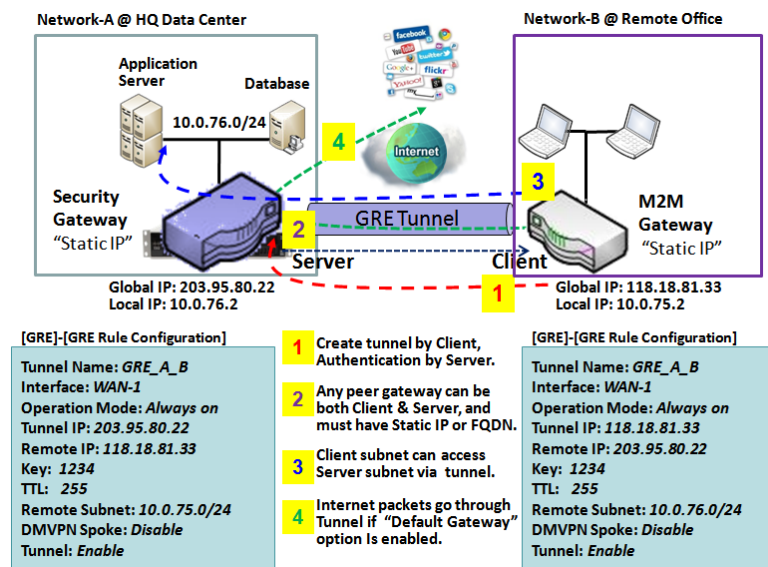 Network-A @ HQ Data Center
Network-B @ Remote Office
Application
Server
Database
10.0.76.0/24
facebook
YouTube
twitter
Google+
flickr
YAHOO!
my
4
Internet
3
Security
Gateway
"Static IP"
2
GRE Tunnel
M2M
Gateway
"Static IP"
Server
Client
1
Global IP: 203.95.80.22
Local IP: 10.0.76.2
Global IP: 118.18.81.33
Local IP: 10.0.75.2
[GRE]-[GRE Rule Configuration]
Tunnel Name: GRE_A_B
Interface: WAN-1
Operation Mode: Always on
Tunnel IP: 203.95.80.22
Remote IP: 118.18.81.33
Key: 1234
TTL: 255
Remote Subnet: 10.0.75.0/24
DMVPN Spoke: Disable
Tunnel: Enable
1 Create tunnel by Client,
Authentication by Server.
2 Any peer gateway can be
both Client & Server, and
must have Static IP or FQDN.
3 Client subnet can access
Server subnet via tunnel.
4 Internet packets go through
Tunnel if "Default Gateway"
option Is enabled.
[GRE]-[GRE Rule Configuration]
Tunnel Name: GRE_A_B
Interface: WAN-1
Operation Mode: Always on
Tunnel IP: 118.18.81.33
Remote IP: 203.95.80.22
Key: 1234
TTL: 255
Remote Subnet: 10.0.76.0/24
DMVPN Spoke: Disable
Tunnel: Enable